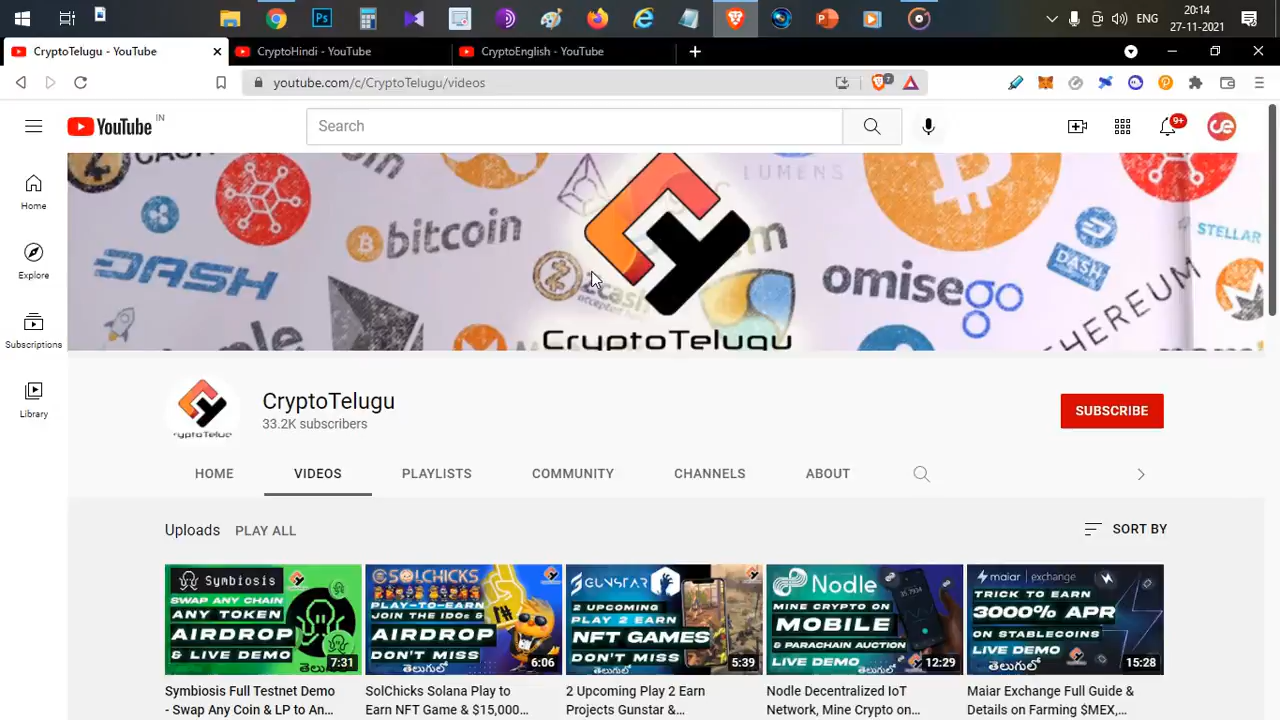 20:14
ENG
27-11-2021
CryptoTelugu - YouTube
CryptoHindi - YouTube
CryptoEnglish - YouTube
youtube.com/c/CryptoTelugu/videos
7
YouTube IN
Search
9+
Home
Explore
Subscriptions
Library
CASH
bitcoin
LUMENS
DASH
omisego
STELLAR
DASH
ETHEREUM
CryptoTelugu
CryptoTelugu
33.2K subscribers
SUBSCRIBE
HOME
VIDEOS
PLAYLISTS
COMMUNITY
CHANNELS
ABOUT
Uploads
PLAY ALL
SORT BY
Symbiosis
SWAP ANY CHAIN
ANY TOKEN
AIRDROP
& LIVE DEMO
7:31
Symbiosis Full Testnet Demo
- Swap Any Coin & LP to An...
SOLCHICKS
PLAY-TO-EARN
JOIN THE IDOs &
AIRDROP
DON'T MISS
తెలుగులో
6:06
SolChicks Solana Play to
Earn NFT Game & $15,000...
GUNSTAR
2 UPCOMING
PLAY 2 EARN
NFT GAMES
DON'T MISS
తెలుగులో
5:39
2 Upcoming Play 2 Earn
Projects Gunstar &...
Nodle
MINE CRYPTO ON
MOBILE
& PARACHAIN AUCTION
LIVE DEMO
తెలుగులో
12:29
Nodle Decentralized IoT
Network, Mine Crypto on...
maiar | exchange
TRICK TO EARN
3000% APR
ON STABLECOINS
LIVE DEMO
తెలుగులో
15:28
Maiar Exchange Full Guide &
Details on Farming $MEX,...